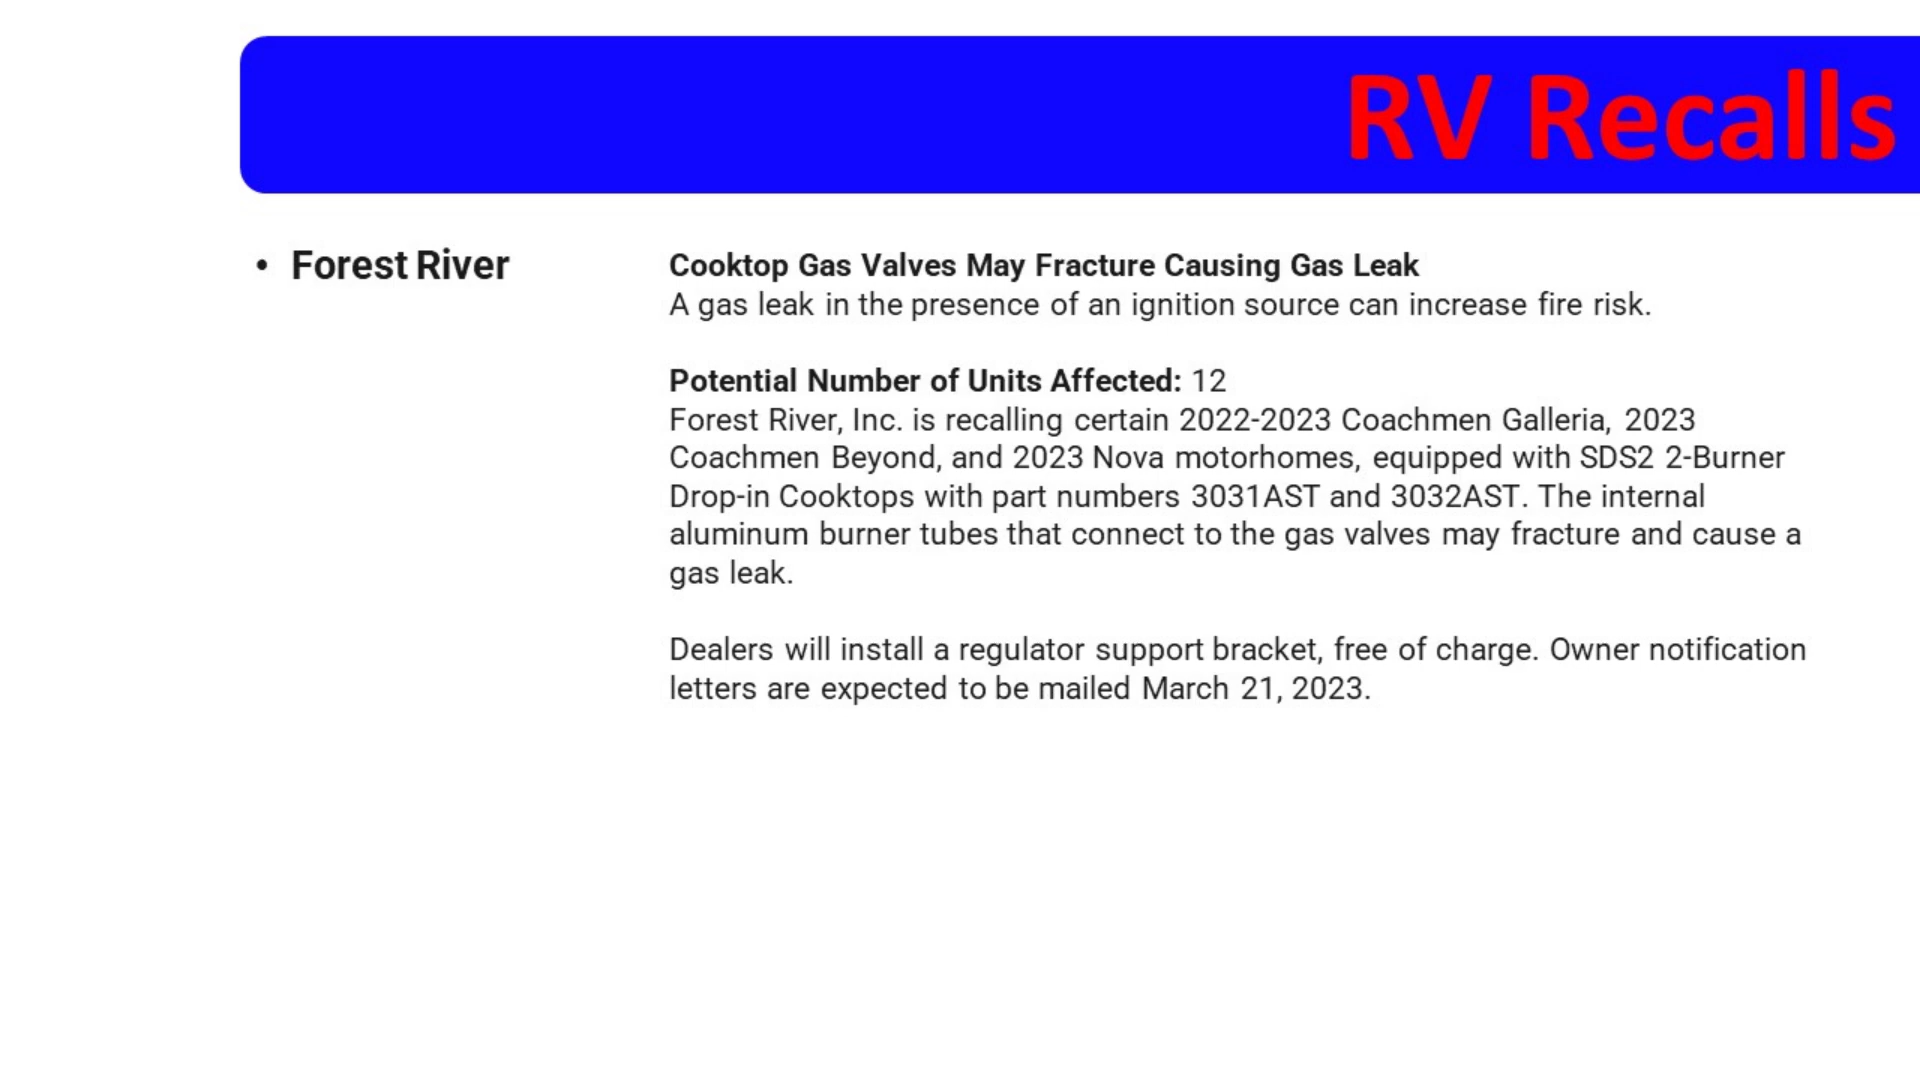 RV Recalls
• Forest River
Cooktop Gas Valves May Fracture Causing Gas Leak
A gas leak in the presence of an ignition source can increase fire risk.
Potential Number of Units Affected: 12
Forest River, Inc. is recalling certain 2022-2023 Coachmen Galleria, 2023
Coachmen Beyond, and 2023 Nova motorhomes, equipped with SDS2 2-Burner
Drop-in Cooktops with part numbers 3031AST and 3032AST. The internal
aluminum burner tubes that connect to the gas valves may fracture and cause a
gas leak.
Dealers will install a regulator support bracket, free of charge. Owner notification
letters are expected to be mailed March 21, 2023.